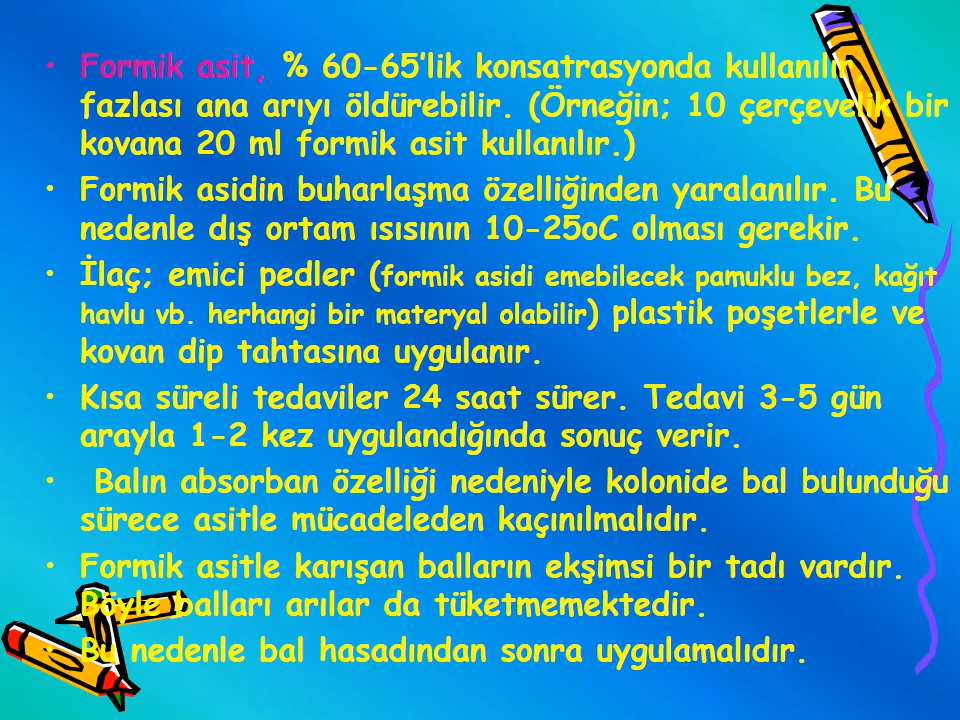 • Formik asit, % 60-65’lik konsatrasyonda kullanılır,
fazlası ana arıyı öldürebilir. (Örneğin; 10 çerçevelik bir
kovana 20 ml formik asit kullanılır.)
• Formik asidin buharlaşma özelliğinden yaralanılır. Bu
nedenle dış ortam ısısının 10-25oC olması gerekir.
• İlaç; emici pedler (formik asidi emebilecek pamuklu bez, kağıt
havlu vb. herhangi bir materyal olabilir) plastik poşetlerle ve
kovan dip tahtasına uygulanır.
• Kısa süreli tedaviler 24 saat sürer. Tedavi 3-5 gün
arayla 1-2 kez uygulandığında sonuç verir.
• Balın absorban özelliği nedeniyle kolonide bal bulunduğu
sürece asitle mücadeleden kaçınılmalıdır.
• Formik asitle karışan balların ekşimsi bir tadı vardır.
Böyle balları arılar da tüketmemektedir.
• Bu nedenle bal hasadından sonra uygulamalıdır.